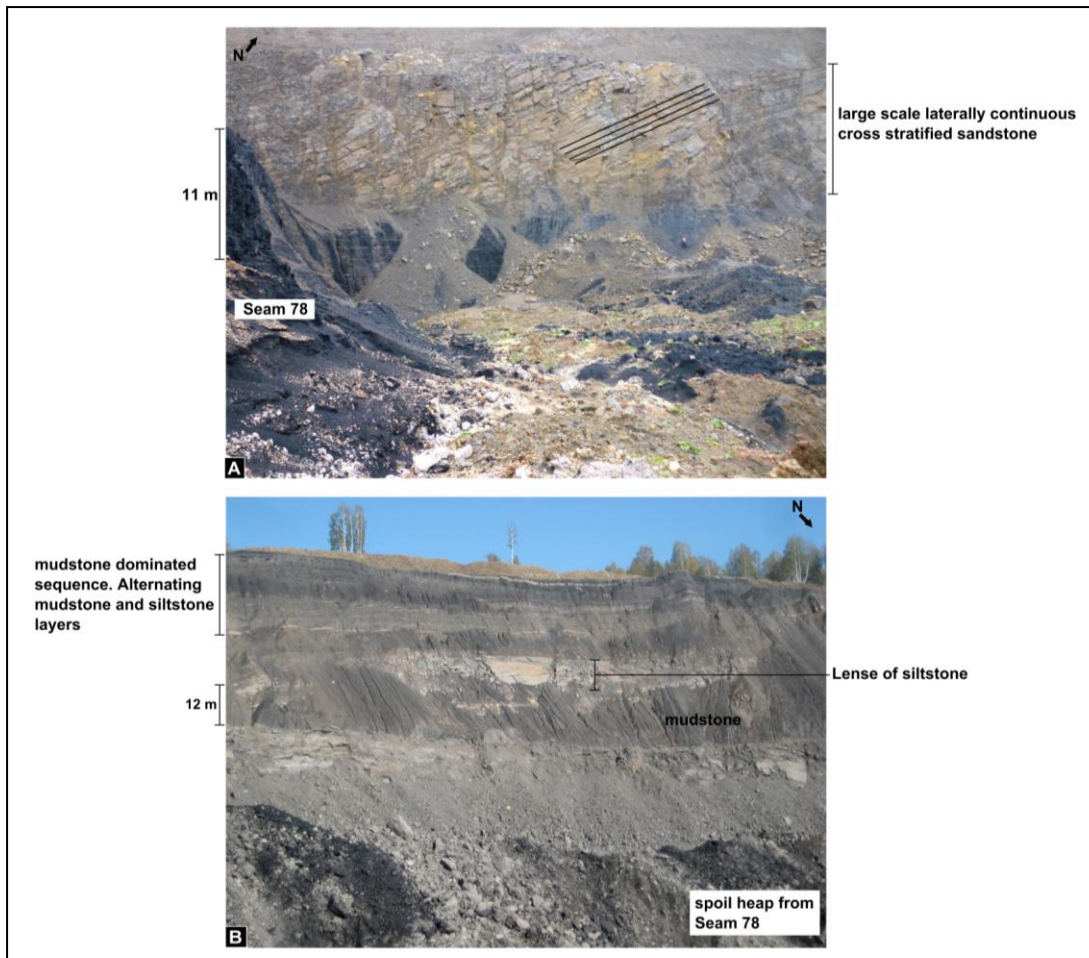 N
large scale laterally continuous
cross stratified sandstone
11 m
Seam 78
A
N
mudstone dominated
sequence. Alternating
mudstone and siltstone
layers
Lense of siltstone
12 m
mudstone
spoil heap from
Seam 78
B